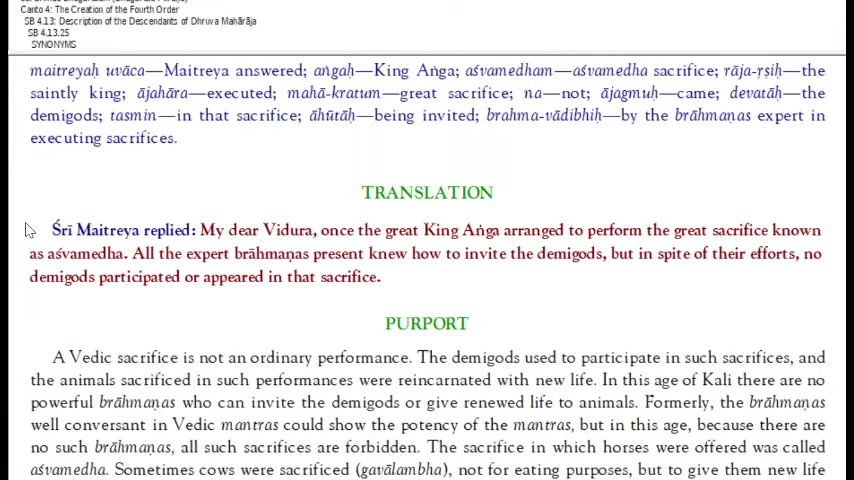 Canto 4: The Creation of the Fourth Order
SB 4.13: Description of the Descendants of Dhruva Mahārāja
SB 4.13.25
SYNONYMS
maitreyaḥ uvāca—Maitreya answered; aṅgaḥ—King Aṅga; aśvamedham—aśvamedha sacrifice; rāja-ṛṣiḥ—the
saintly king; ājahāra—executed; mahā-kratum—great sacrifice; na—not; ājagmuḥ—came; devatāḥ—the
demigods; tasmin—in that sacrifice; āhūtāḥ—being invited; brahma-vādibhiḥ—by the brāhmaṇas expert in
executing sacrifices.
TRANSLATION
Śrī Maitreya replied: My dear Vidura, once the great King Aṅga arranged to perform the great sacrifice known
as aśvamedha. All the expert brāhmaṇas present knew how to invite the demigods, but in spite of their efforts, no
demigods participated or appeared in that sacrifice.
PURPORT
A Vedic sacrifice is not an ordinary performance. The demigods used to participate in such sacrifices, and
the animals sacrificed in such performances were reincarnated with new life. In this age of Kali there are no
powerful brāhmaṇas who can invite the demigods or give renewed life to animals. Formerly, the brāhmaṇas
well conversant in Vedic mantras could show the potency of the mantras, but in this age, because there are
no such brāhmaṇas, all such sacrifices are forbidden. The sacrifice in which horses were offered was called
aśvamedha. Sometimes cows were sacrificed (gavālambha), not for eating purposes, but to give them new life